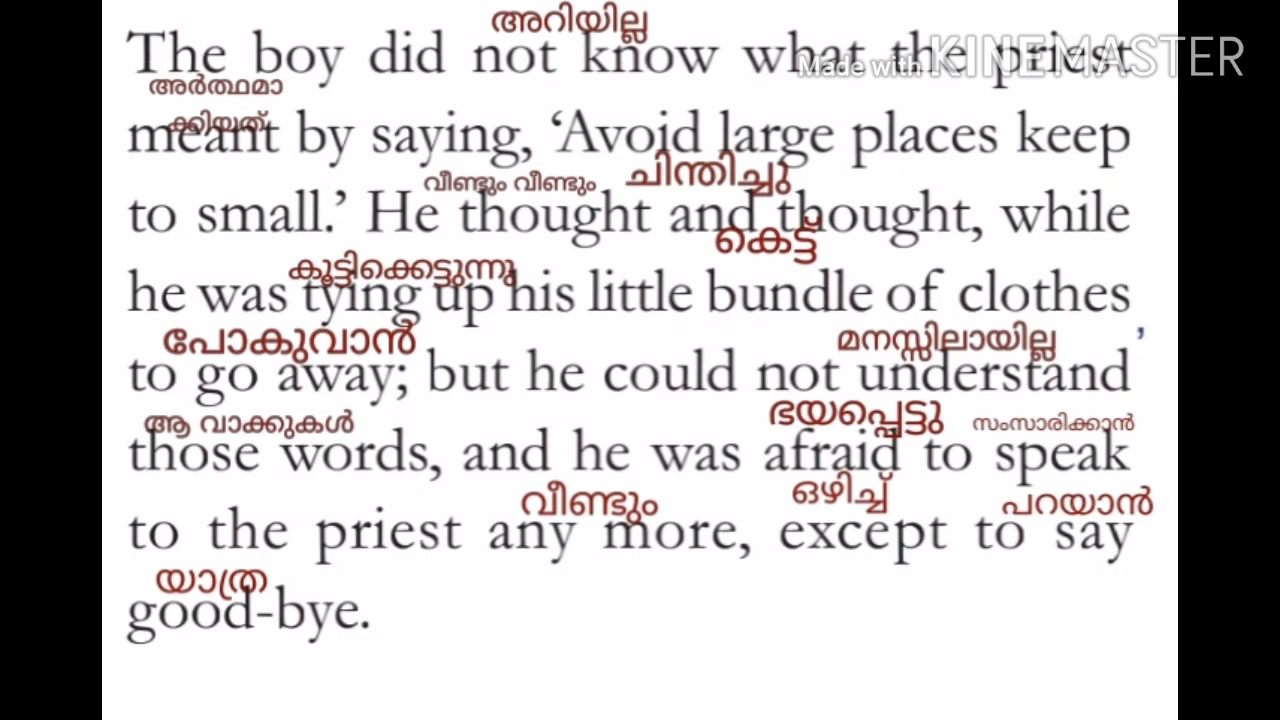 അറിയില്ല
The boy did not know what the priest
Made with KINEMASTER
അർത്ഥമാ
ക്കിയത്
meant by saying, ‘Avoid large places keep
വീണ്ടും വീണ്ടും ചിന്തിച്ചു
to small.’ He thought and thought, while
കൂട്ടിക്കെട്ടുന്നു കെട്ട്
he was tying up his little bundle of clothes
പോകുവാൻ മനസ്സിലായില്ല ’
to go away; but he could not understand
ആ വാക്കുകൾ ഭയപ്പെട്ടു സംസാരിക്കാൻ
those words, and he was afraid to speak
വീണ്ടും ഒഴിച്ച് പറയാൻ
to the priest any more, except to say
യാത്ര
good-bye.